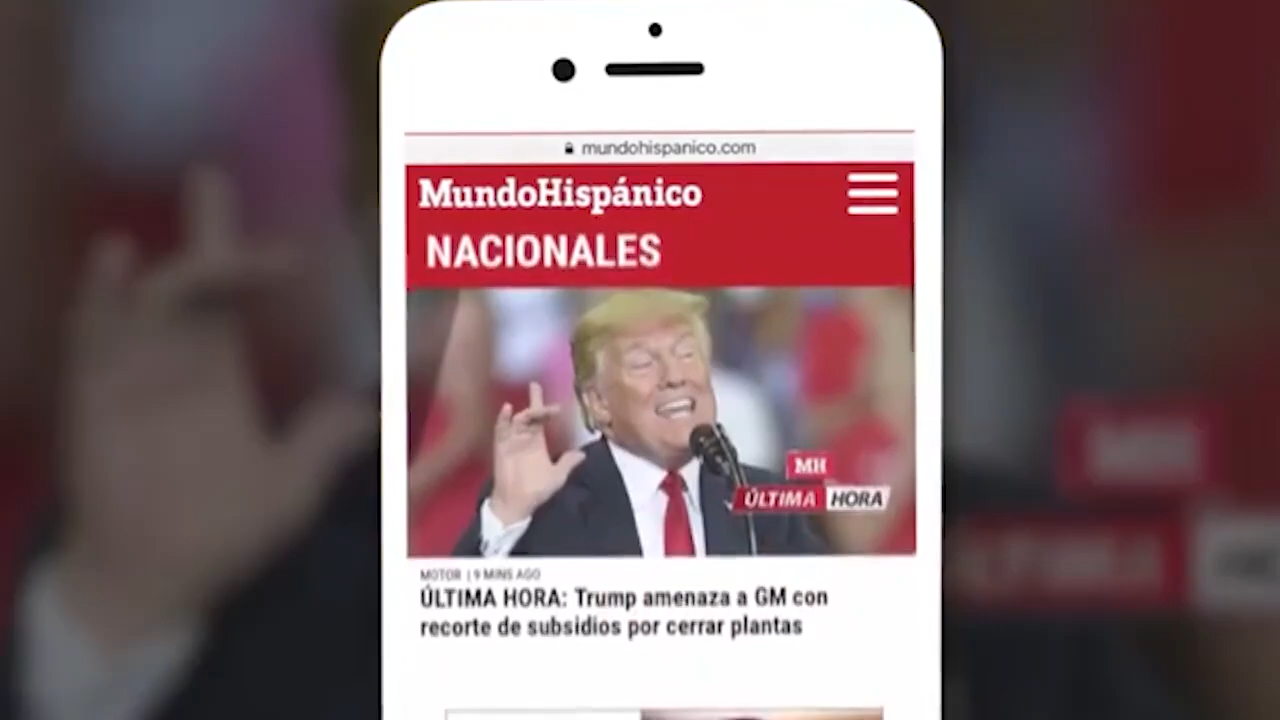 mundohispanico.com
MundoHispánico
NACIONALES
MH
ÚLTIMA HORA
MOTOR | 9 MINS AGO
ÚLTIMA HORA: Trump amenaza a GM con
recorte de subsidios por cerrar plantas